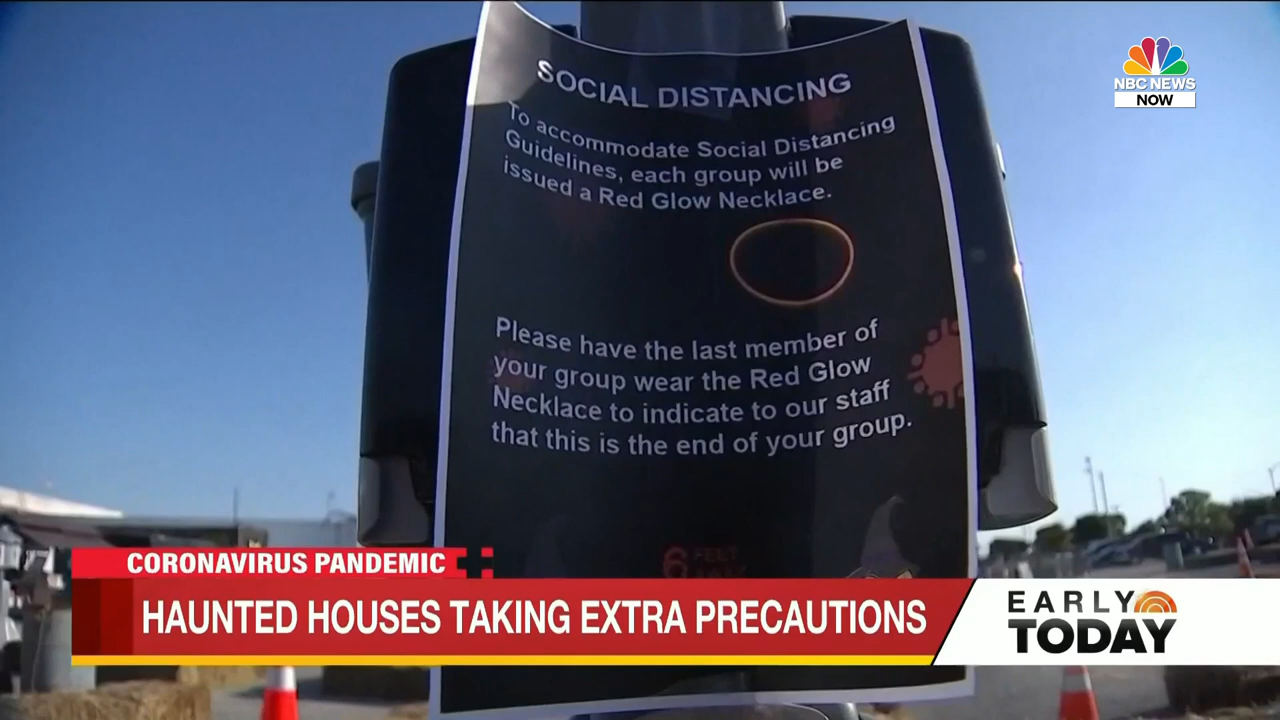 NBC NEWS
NOW
SOCIAL DISTANCING
To accommodate Social Distancing
Guidelines, each group will be
issued a Red Glow Necklace.
Please have the last member of
your group wear the Red Glow
Necklace to indicate to our staff
that this is the end of your group.
6 FEET
CORONAVIRUS PANDEMIC
HAUNTED HOUSES TAKING EXTRA PRECAUTIONS
EARLY
TODAY